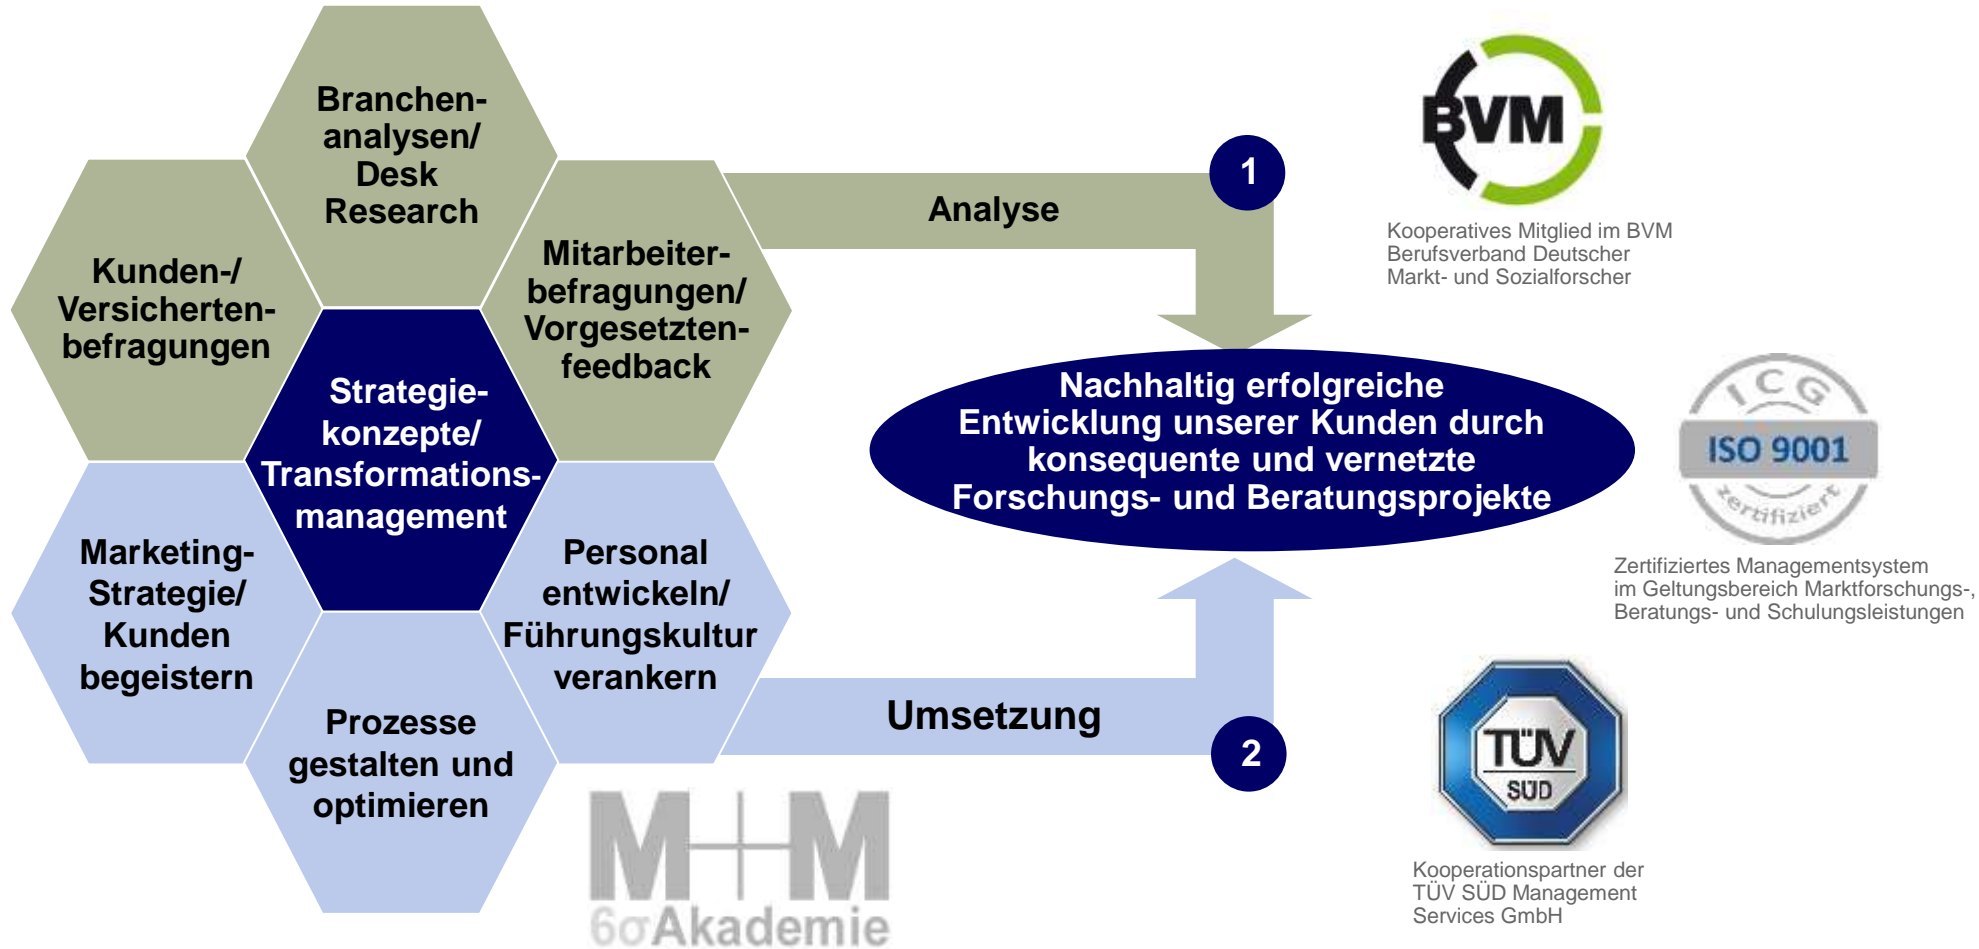 Branchen-
analysen/
Desk
Research
Kunden-/
Versicherten-
befragungen
Mitarbeiter-
befragungen/
Vorgesetzten-
feedback
Strategie-
konzepte/
Transformations-
management
Marketing-
Strategie/
Kunden
begeistern
Personal
entwickeln/
Führungskultur
verankern
Prozesse
gestalten und
optimieren
Analyse
1
Nachhaltig erfolgreiche
Entwicklung unserer Kunden durch
konsequente und vernetzte
Forschungs- und Beratungsprojekte
Umsetzung
2
M+M
6σAkademie
BVM
Kooperatives Mitglied im BVM
Berufsverband Deutscher
Markt- und Sozialforscher
ICG
ISO 9001
zertifiziert
Zertifiziertes Managementsystem
im Geltungsbereich Marktforschungs-,
Beratungs- und Schulungsleistungen
TÜV
SÜD
Kooperationspartner der
TÜV SÜD Management
Services GmbH